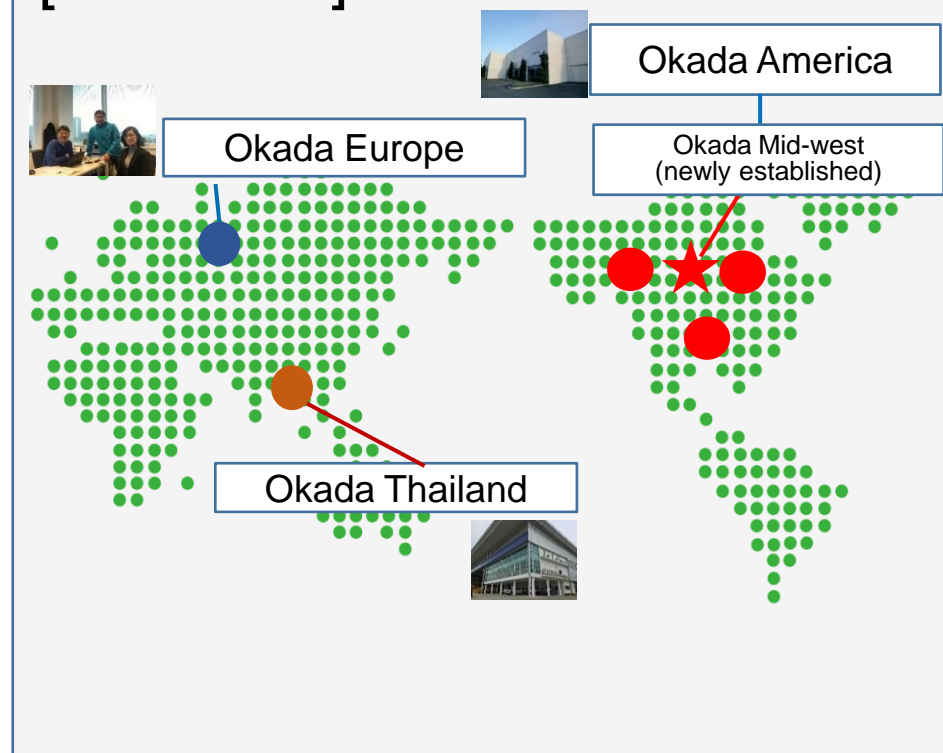 Okada America
Okada Mid-west
(newly established)
Okada Europe
Okada Thailand